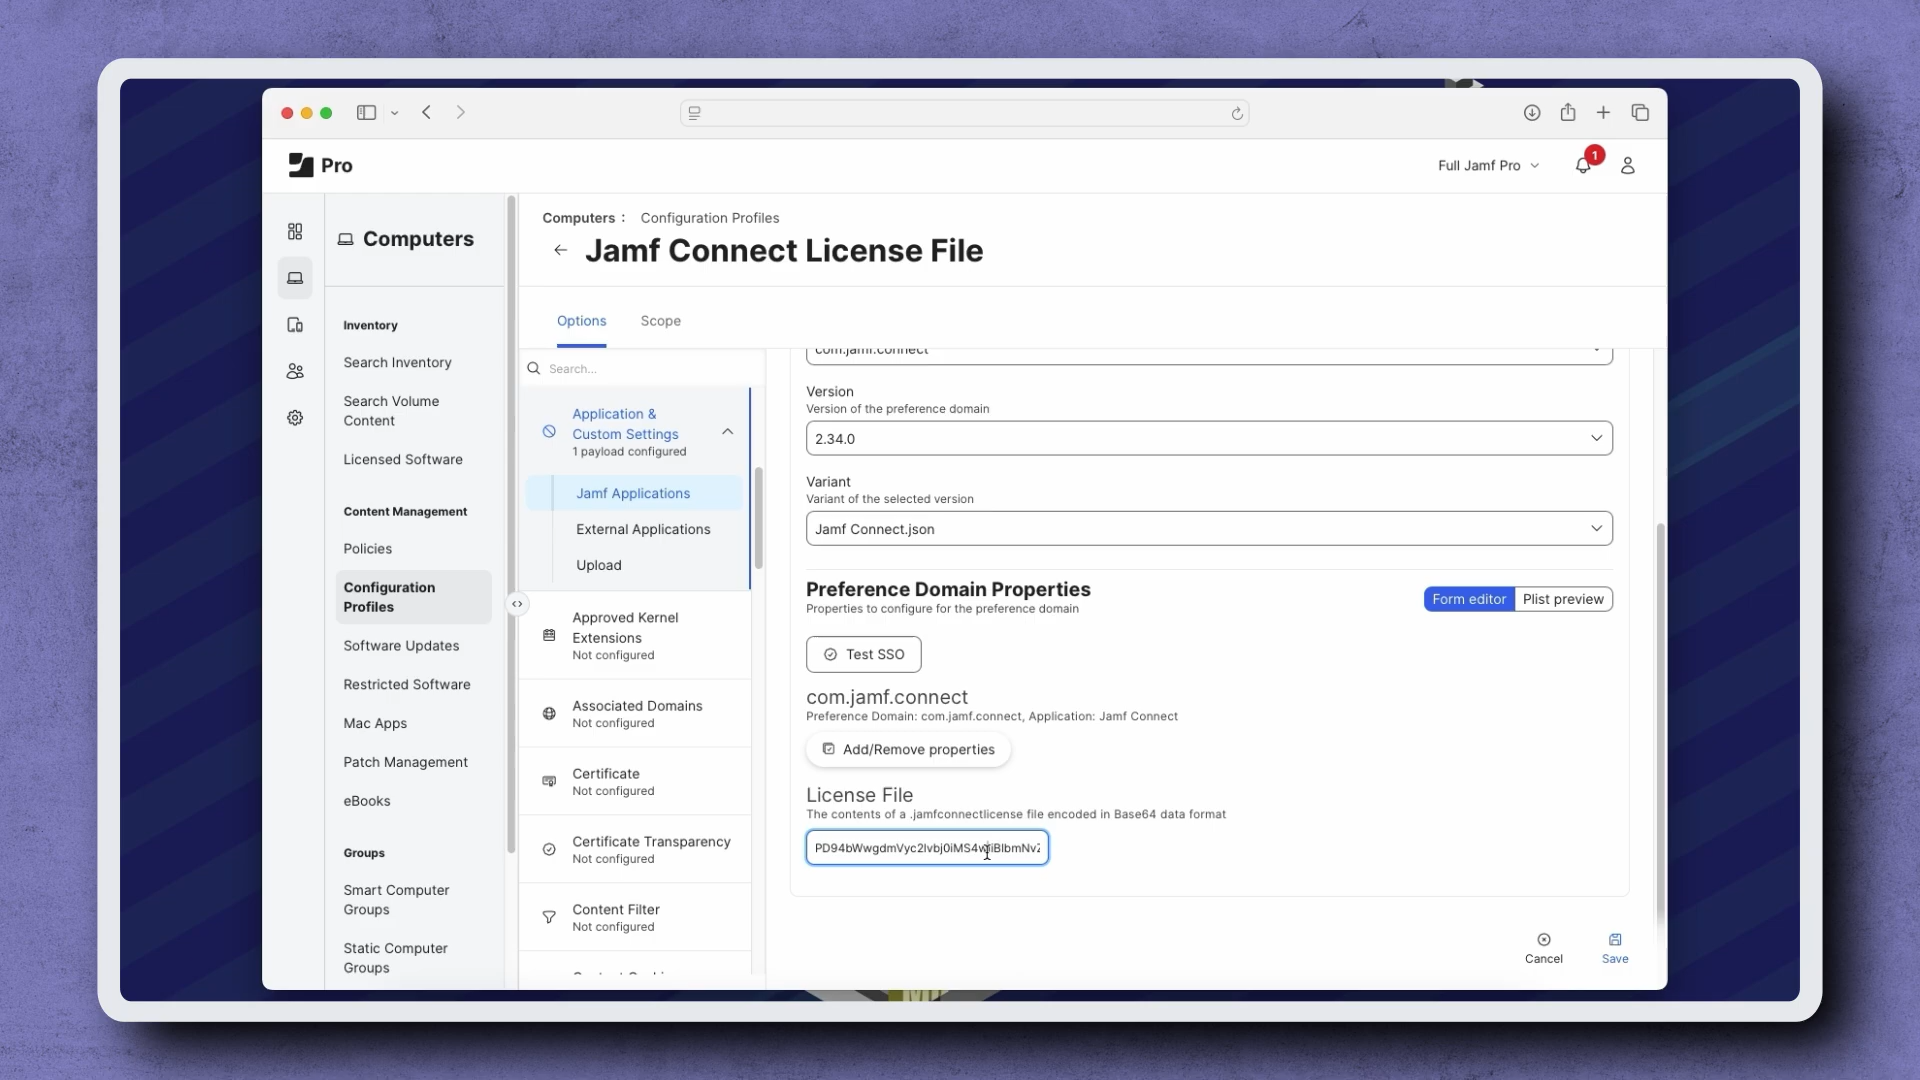 Pro
Full Jamf Pro
1
Computers
Inventory
Search Inventory
Search Volume
Content
Licensed Software
Content Management
Policies
Configuration
Profiles
Software Updates
Restricted Software
Mac Apps
Patch Management
eBooks
Groups
Smart Computer
Groups
Static Computer
Groups
Computers :
Configuration Profiles
Jamf Connect License File
Options
Scope
Search...
Application &
Custom Settings
1 payload configured
Jamf Applications
External Applications
Upload
Approved Kernel
Extensions
Not configured
Associated Domains
Not configured
Certificate
Not configured
Certificate Transparency
Not configured
Content Filter
Not configured
com.jamf.connect
Version
Version of the preference domain
2.34.0
Variant
Variant of the selected version
Jamf Connect.json
Preference Domain Properties
Properties to configure for the preference domain
Form editor
Plist preview
Test SSO
com.jamf.connect
Preference Domain: com.jamf.connect, Application: Jamf Connect
Add/Remove properties
License File
The contents of a .jamfconnectlicense file encoded in Base64 data format
Cancel
Save